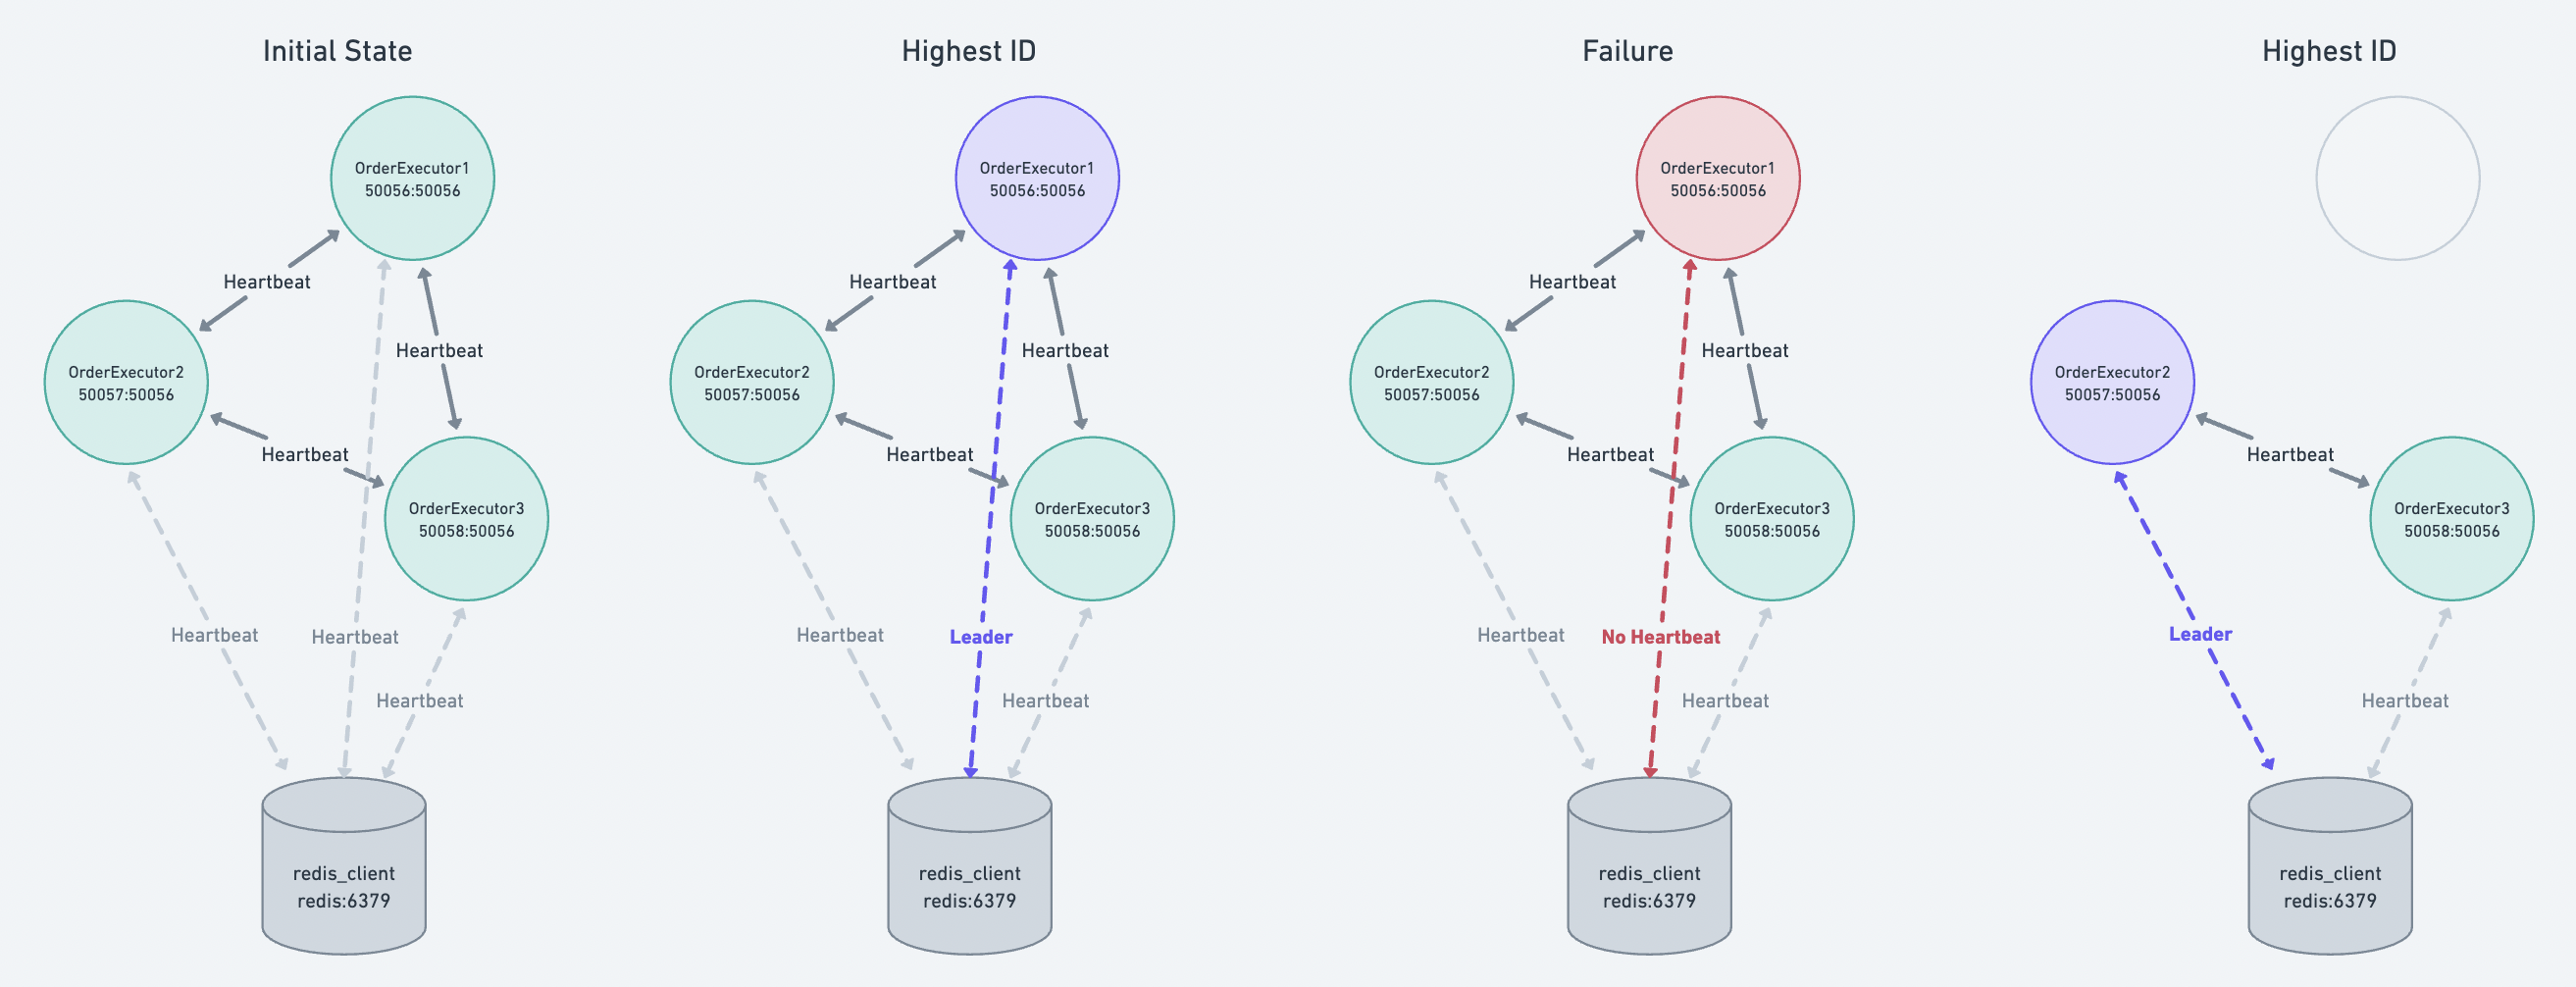 Initial State
OrderExecutor1
50056:50056
Heartbeat
Heartbeat
OrderExecutor2
50057:50056
Heartbeat
OrderExecutor3
50058:50056
Heartbeat
Heartbeat
Heartbeat
redis_client
redis:6379
Highest ID
OrderExecutor1
50056:50056
Heartbeat
Heartbeat
OrderExecutor2
50057:50056
Heartbeat
OrderExecutor3
50058:50056
Heartbeat
Leader
Heartbeat
redis_client
redis:6379
Failure
OrderExecutor1
50056:50056
Heartbeat
Heartbeat
OrderExecutor2
50057:50056
Heartbeat
OrderExecutor3
50058:50056
Heartbeat
No Heartbeat
Heartbeat
redis_client
redis:6379
Highest ID
OrderExecutor2
50057:50056
Heartbeat
OrderExecutor3
50058:50056
Leader
Heartbeat
redis_client
redis:6379